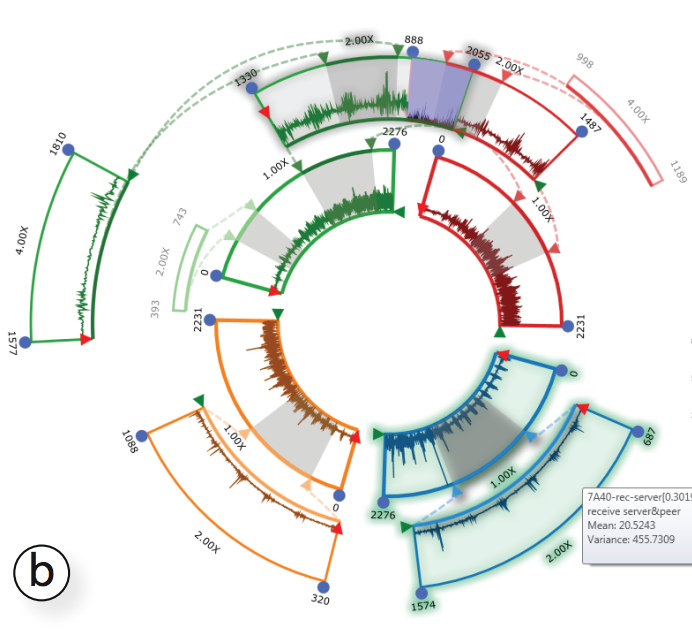 2.00X
888
2055
2.00X
998
1330
4.00X
1487
1189
1810
2276
0
1.00X
1.00X
743
4.00X
2.00X
0
393
1577
2231
2231
0
1088
1.00X
687
1.00X
0
2276
7A40-rec-server[0.3019
receive server&peer
Mean: 20.5243
Variance: 455.7309
2.00X
2.00X
320
1574
b